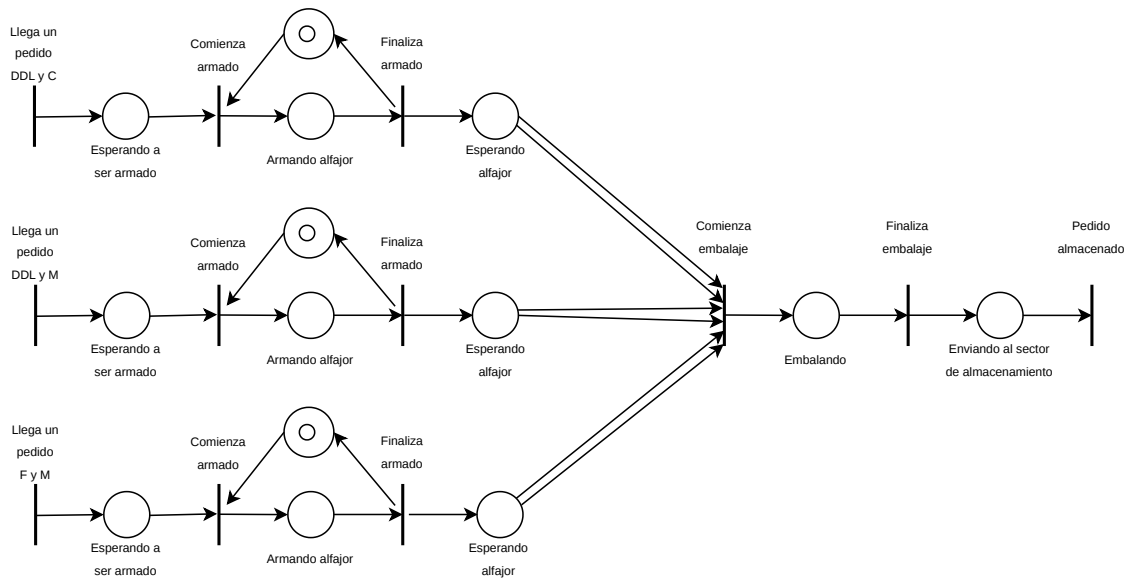 Llega un
pedido
DDL y C
Comienza
armado
Finaliza
armado
Esperando a
ser armado
Armando alfajor
Esperando
alfajor
Llega un
pedido
DDL y M
Comienza
armado
Finaliza
armado
Comienza
embalaje
Finaliza
embalaje
Pedido
almacenado
Esperando a
ser armado
Armando alfajor
Esperando
alfajor
Embalando
Enviando al sector
de almacenamiento
Llega un
pedido
F y M
Comienza
armado
Finaliza
armado
Esperando a
ser armado
Armando alfajor
Esperando
alfajor